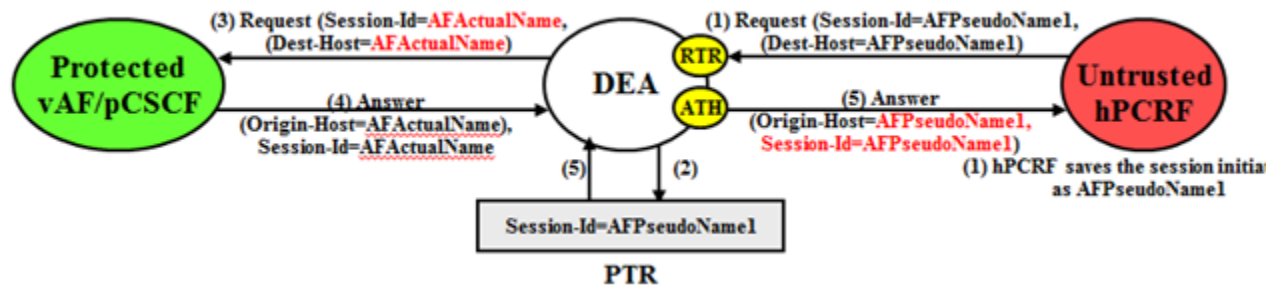 (3) Request (Session-Id=AFActualName,
(Dest-Host=AFActualName)
(1) Request (Session-Id=AFPseudoName1,
(Dest-Host=AFPseudoName1)
Protected
vAF/pCSCF
DEA
RTR
ATH
Untrusted
hPCRF
(4) Answer
(Origin-Host=AFActualName),
Session-Id=AFActualName
(5) Answer
(Origin-Host=AFPseudoName1,
Session-Id=AFPseudoName1)
(1) hPCRF saves the session initia
as AFPseudoName1
(5)
(2)
Session-Id=AFPseudoName1
PTR